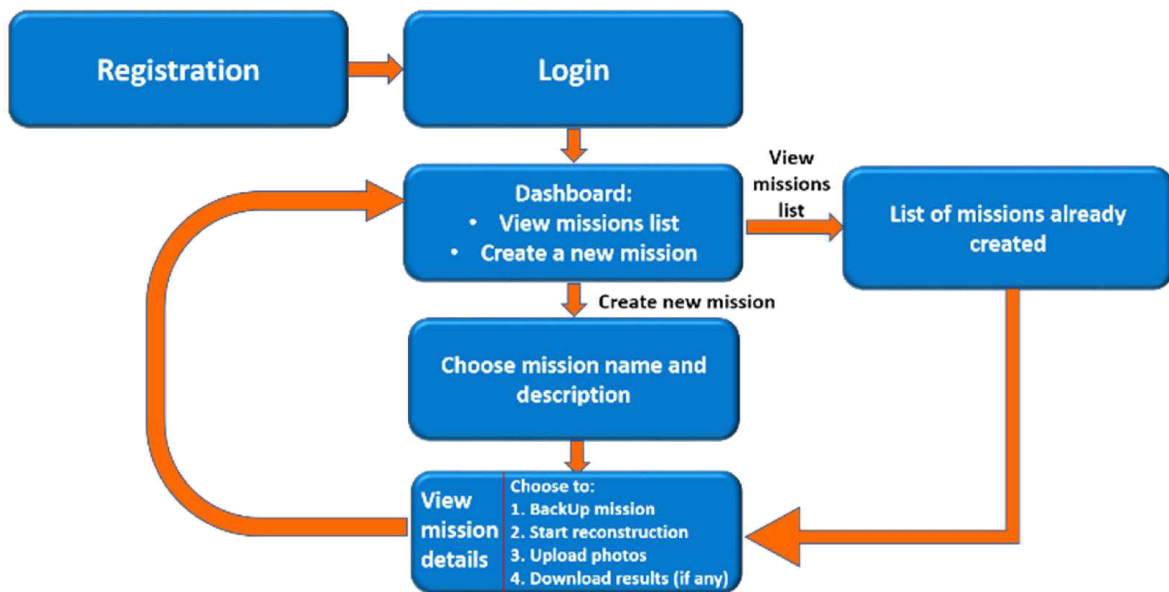 Registration
Login
Dashboard:
• View missions list
• Create a new mission
View
missions
list
List of missions already
created
Create new mission
Choose mission name and
description
View
mission
details
Choose to:
1. BackUp mission
2. Start reconstruction
3. Upload photos
4. Download results (if any)